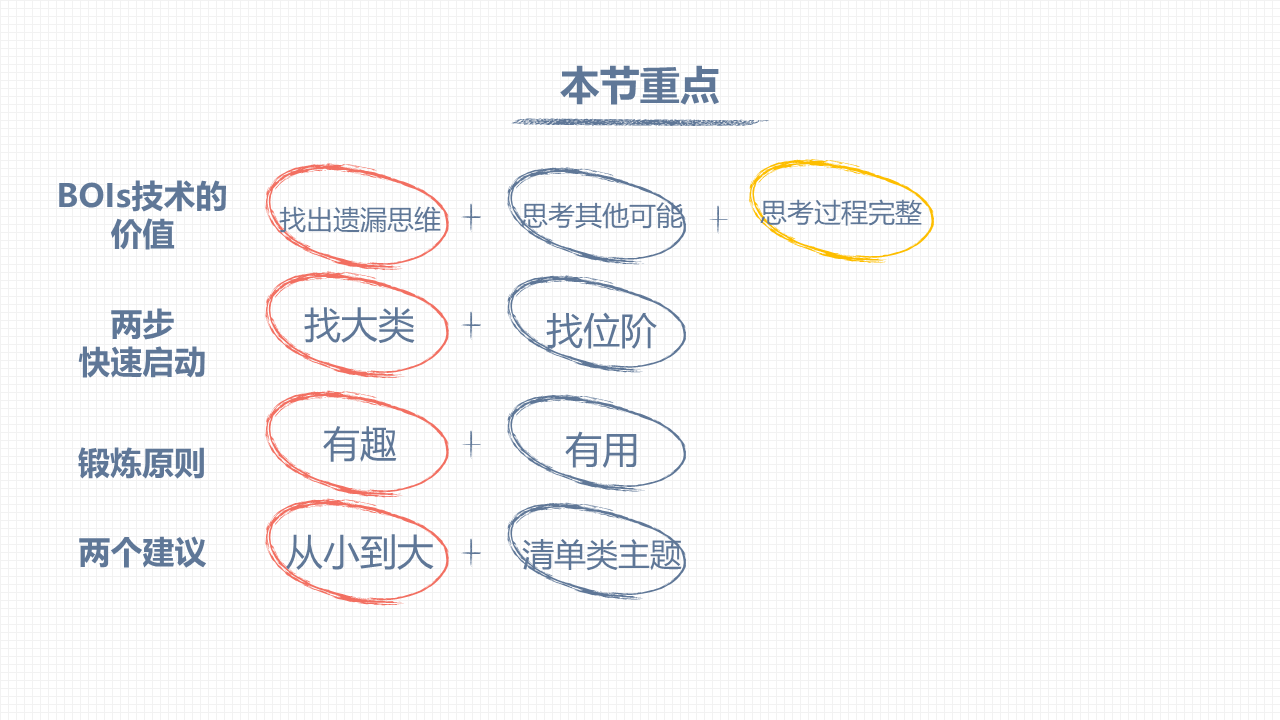 本节重点
BOIs技术的
价值
找出遗漏思维 + 思考其他可能 + 思考过程完整
两步
快速启动
找大类 + 找位阶
锻炼原则
有趣 + 有用
两个建议
从小到大 + 清单类主题